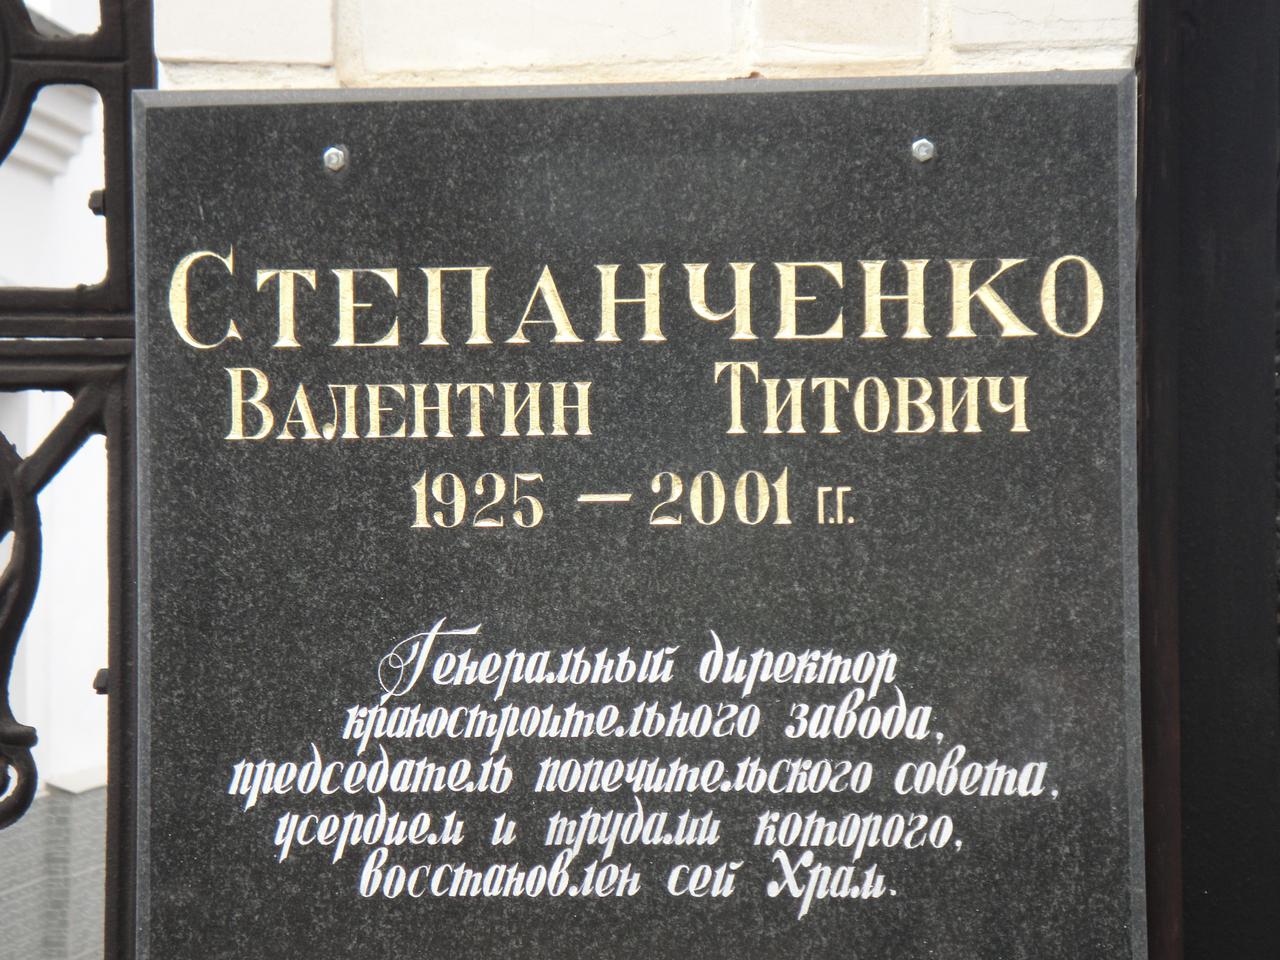 Степанченко
Валентин Титович
1925 – 2001 г.г.
Генеральный директор
краностроительного завода,
председатель попечительского совета,
усердием и трудами которого,
восстановлен сей Храм.